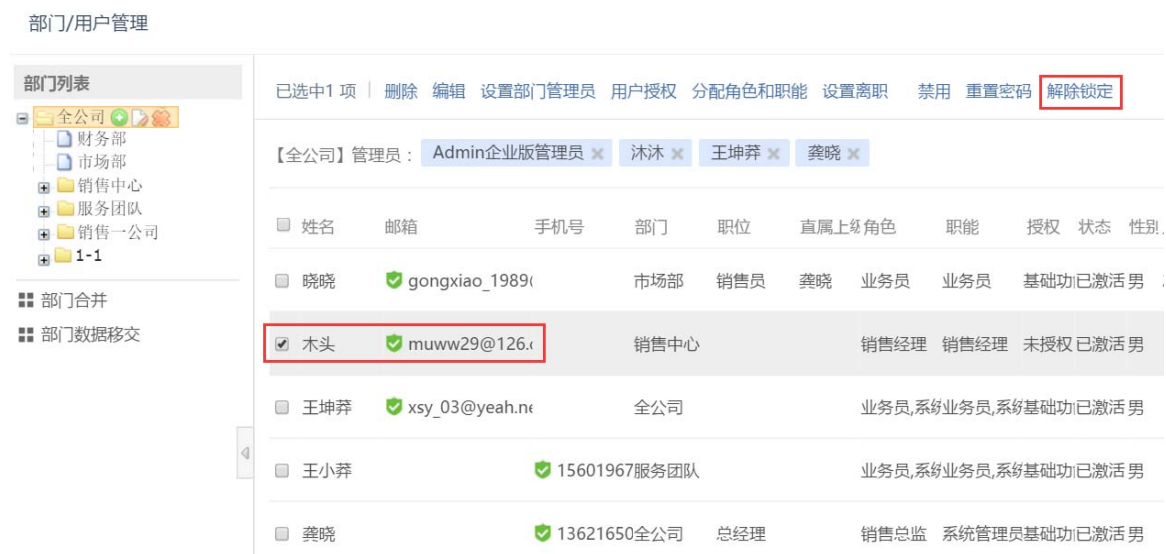 部门/用户管理
部门列表
全公司
财务部
市场部
销售中心
服务团队
销售一公司
1-1
部门合并
部门数据移交
已选中1 项 删除 编辑 设置部门管理员 用户授权 分配角色和职能 设置离职 禁用 重置密码 解除锁定
【全公司】管理员： Admin企业版管理员 沐沐 王坤莽 龚晓
姓名 邮箱 手机号 部门 职位 直属上级 角色 职能 授权 状态 性别
晓晓 gongxiao_1989 市场部 销售员 龚晓 业务员 业务员 基础功 已激活 男
木头 muww29@126. 销售中心 销售经理 销售经理 未授权 已激活 男
王坤莽 xsy_03@yeah.ne 全公司 业务员,系 业务员,系 基础功 已激活 男
王小莽 15601967 服务团队 业务员,系 业务员,系 基础功 已激活 男
龚晓 13621650 全公司 总经理 销售总监 系统管理员 基础功 已激活 男